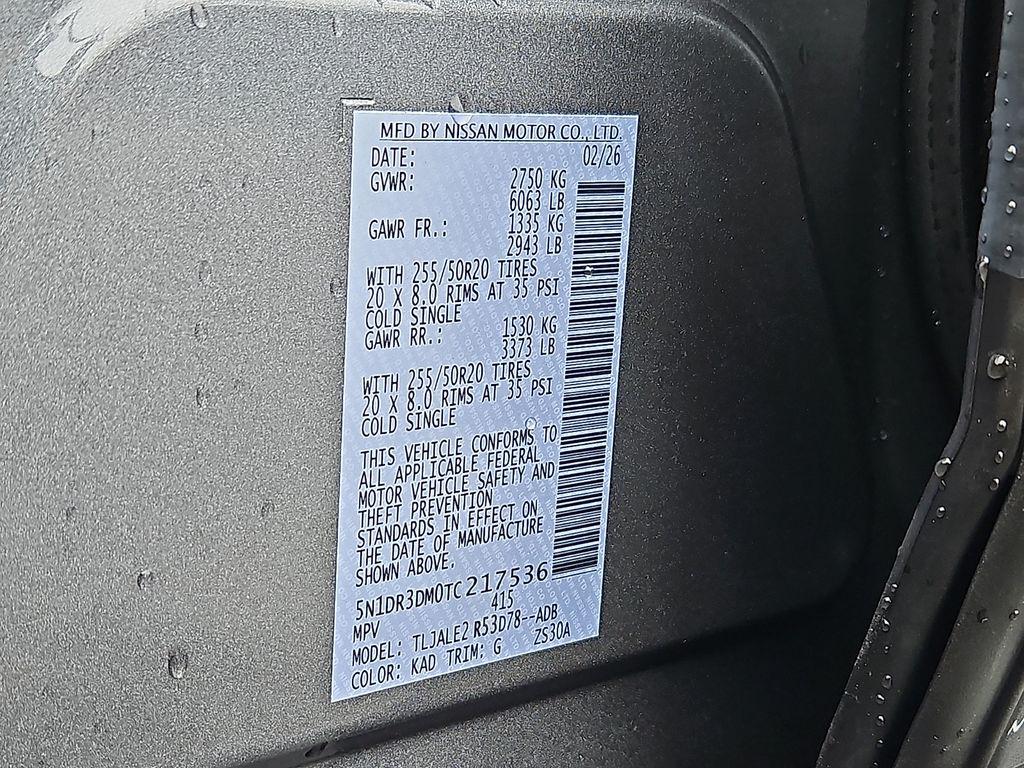 MFD BY NISSAN MOTOR CO., LTD.
DATE: 02/26
GVWR: 2750 KG
6063 LB
GAWR FR.: 1335 KG
2943 LB
WITH 255/50R20 TIRES
20 X 8.0 RIMS AT 35 PSI
COLD SINGLE
GAWR RR.: 1530 KG
3373 LB
WITH 255/50R20 TIRES
20 X 8.0 RIMS AT 35 PSI
COLD SINGLE
THIS VEHICLE CONFORMS TO
ALL APPLICABLE FEDERAL
MOTOR VEHICLE SAFETY AND
THEFT PREVENTION
STANDARDS IN EFFECT ON
THE DATE OF MANUFACTURE
SHOWN ABOVE.
5N1DR3DM0TC217536
MPV 415
MODEL: TLJALE2 R53D78--ADB
COLOR: KAD TRIM: G ZS30A